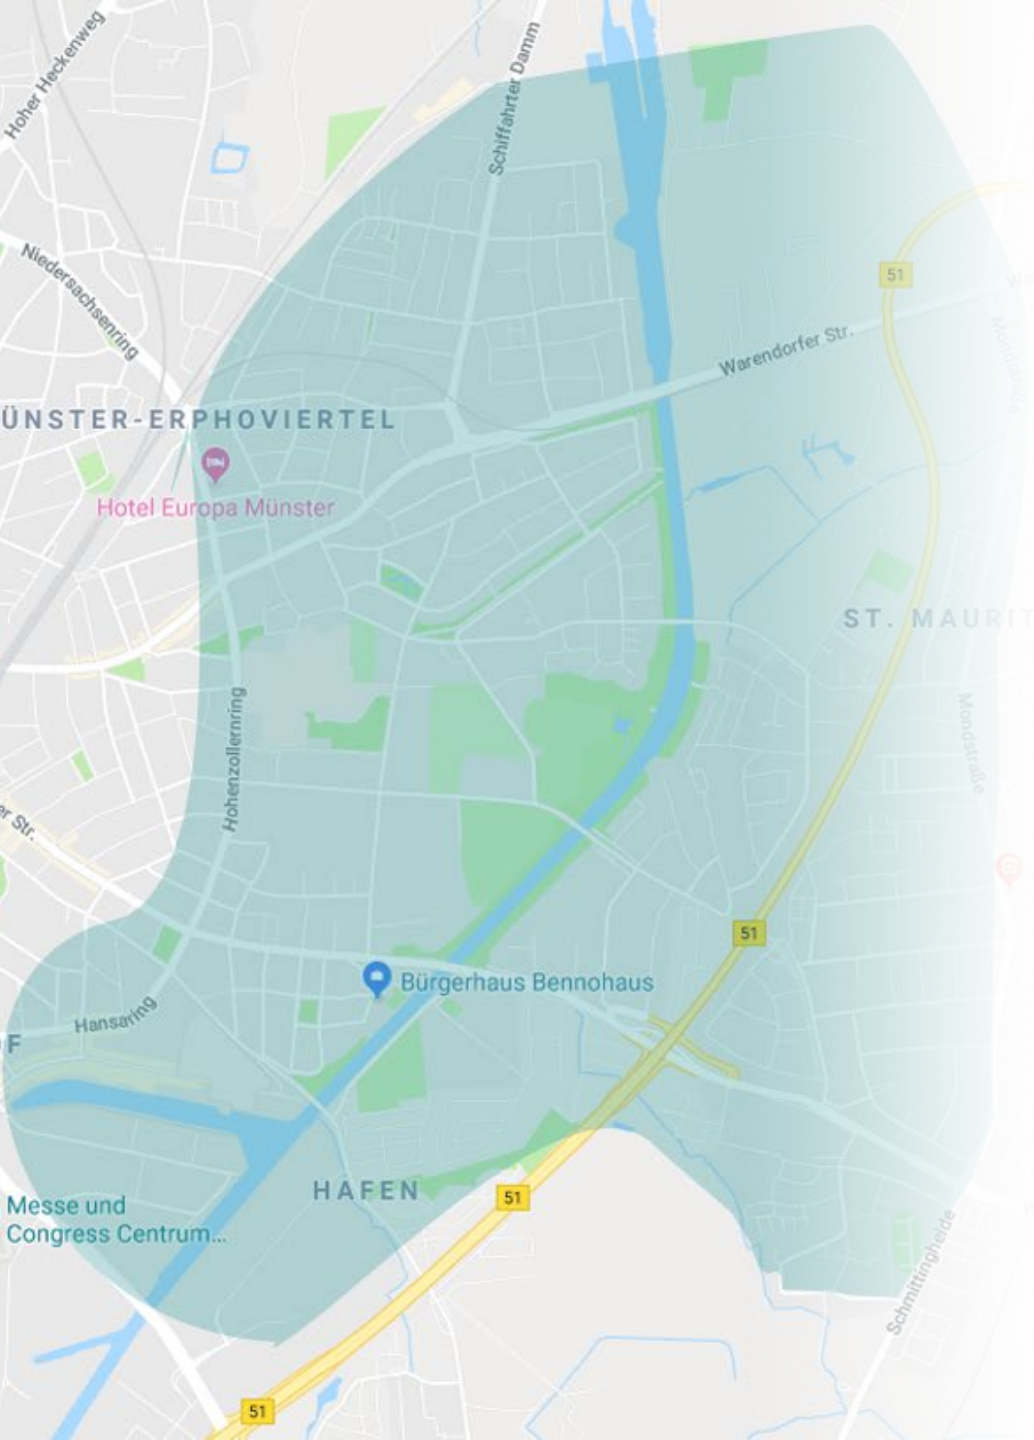 Hoher Heckenweg
Schiffahrter Damm
Niedersachsenring
51
Warendorfer Str.
ÜNSTER-ERPHOVIERTEL
Hotel Europa Münster
ST. MAURIT
Mondstraße
Hohenzollernring
er Str.
51
Bürgerhaus Bennohaus
Hansaring
F
HAFEN
51
Messe und
Congress Centrum...
Schmittingheide
51